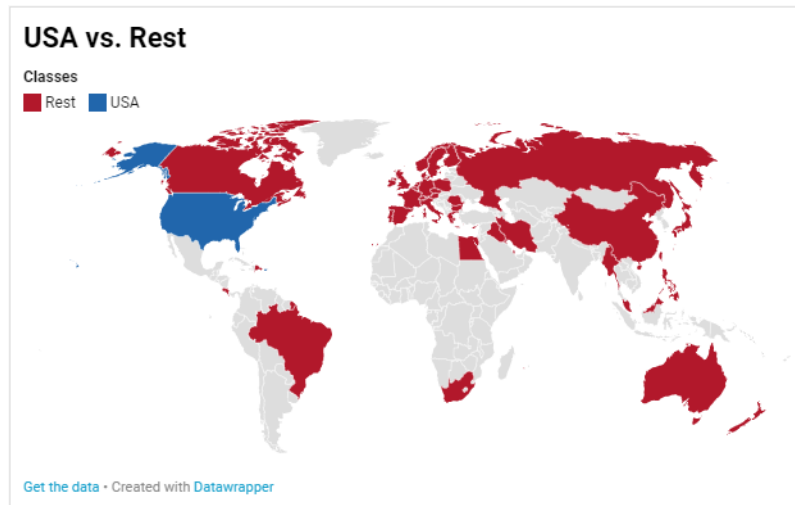 USA vs. Rest
Classes
Rest USA
Get the data • Created with Datawrapper